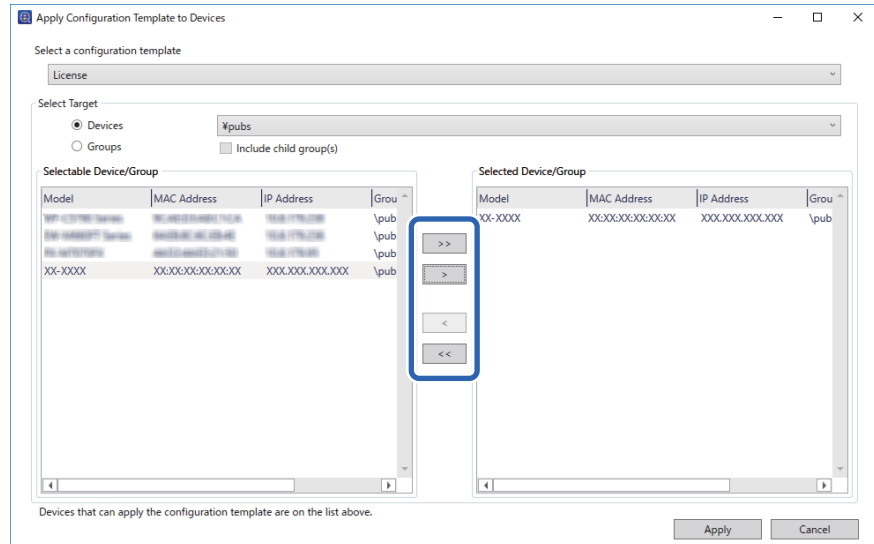 Apply Configuration Template to Devices
Select a configuration template
License
Select Target
Devices
¥pubs
Groups
Include child group(s)
Selectable Device/Group
Model MAC Address IP Address Grou
\pub
\pub
\pub
XX-XXXX XX:XX:XX:XX:XX:XX XXX.XXX.XXX.XXX \pub
>>
>
<
<<
Selected Device/Group
Model MAC Address IP Address Grou
XX-XXXX XX:XX:XX:XX:XX:XX XXX.XXX.XXX.XXX \pub
Devices that can apply the configuration template are on the list above.
Apply Cancel